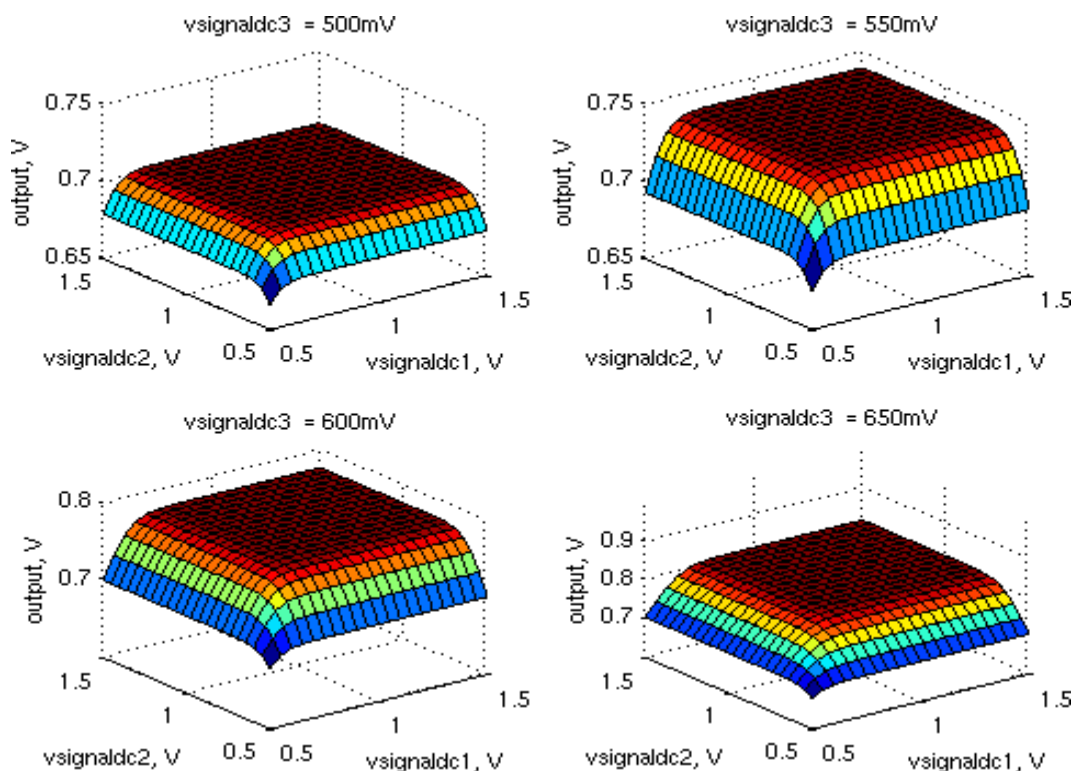 vsignaldc3 = 500mV
0.75
0.7
0.65
output, V
1.5
1
0.5
vsignaldc2, V
0.5
1
1.5
vsignaldc1, V
vsignaldc3 = 550mV
0.75
0.7
0.65
output, V
1.5
1
0.5
vsignaldc2, V
0.5
1
1.5
vsignaldc1, V
vsignaldc3 = 600mV
0.8
0.7
output, V
1.5
1
0.5
vsignaldc2, V
0.5
1
1.5
vsignaldc1, V
vsignaldc3 = 650mV
0.9
0.8
0.7
output, V
1.5
1
0.5
vsignaldc2, V
0.5
1
1.5
vsignaldc1, V